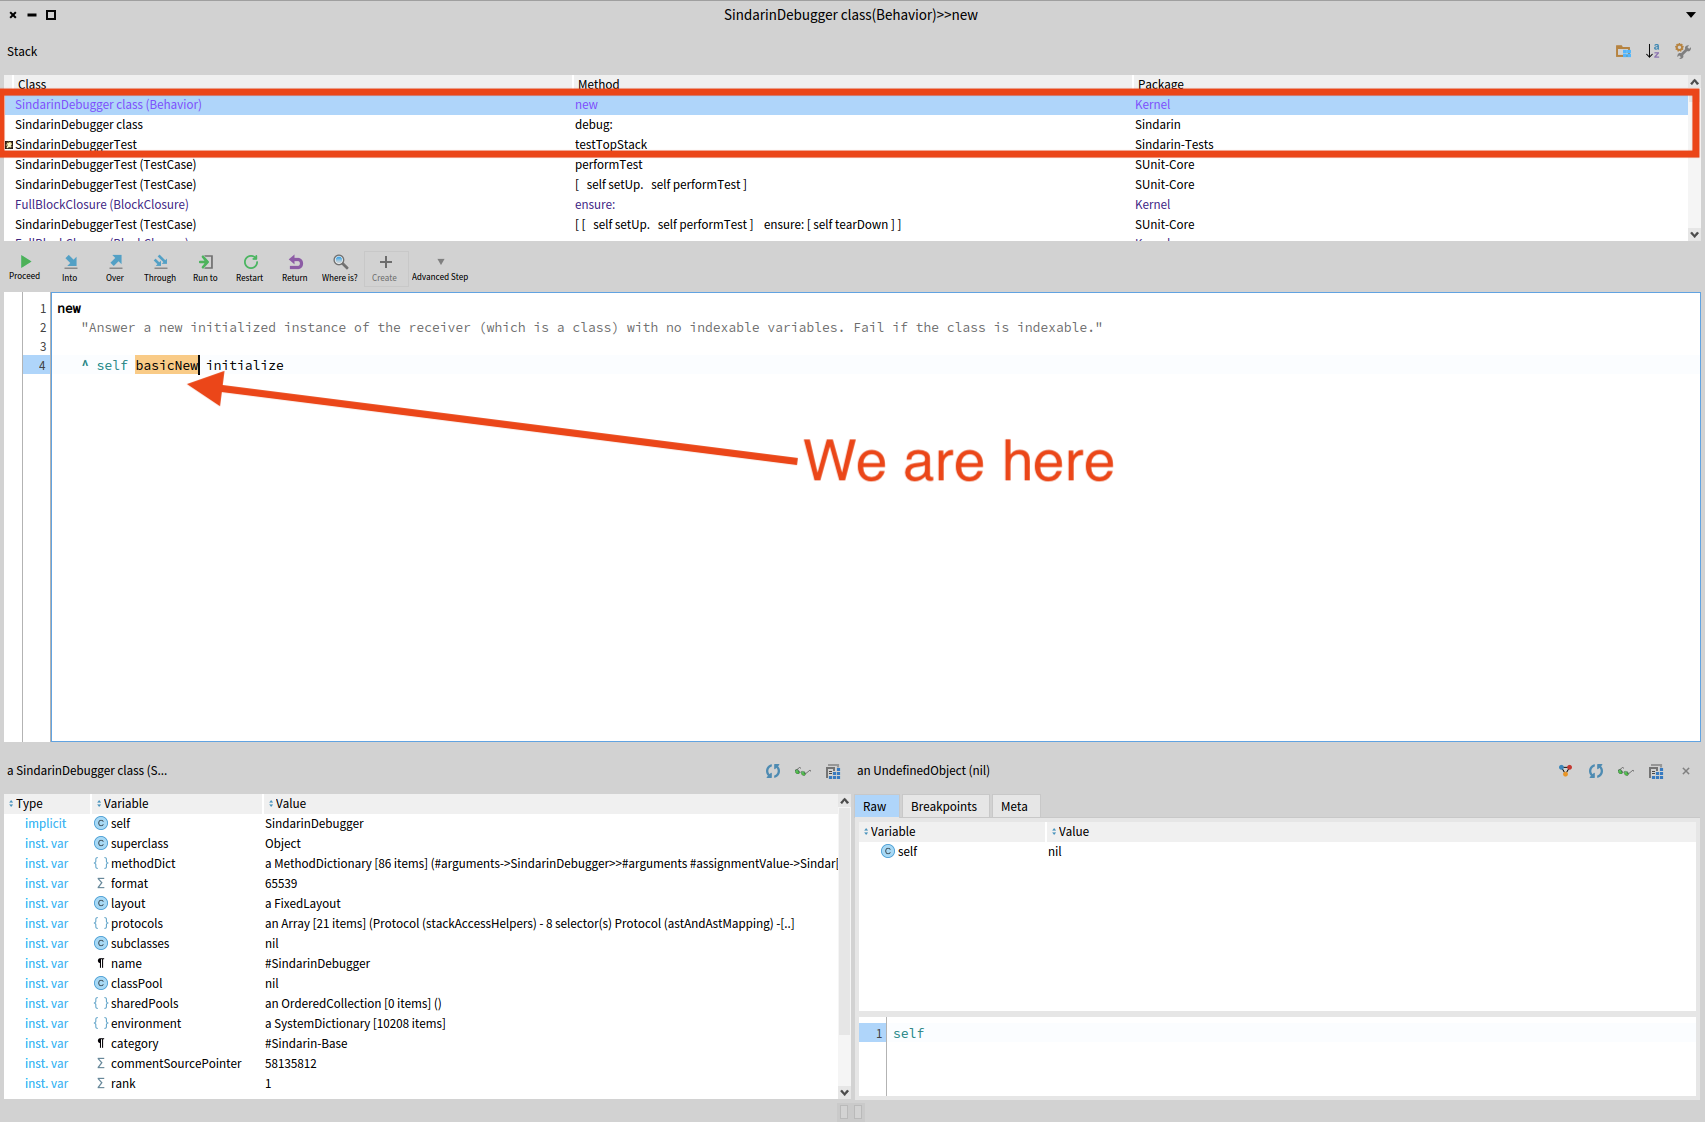 SindarinDebugger class(Behavior)>>new
Stack
Class Method Package
SindarinDebugger class (Behavior) new Kernel
SindarinDebugger class debug: Sindarin
SindarinDebuggerTest testTopStack Sindarin-Tests
SindarinDebuggerTest (TestCase) performTest SUnit-Core
SindarinDebuggerTest (TestCase) [ self setUp. self performTest ] SUnit-Core
FullBlockClosure (BlockClosure) ensure: Kernel
SindarinDebuggerTest (TestCase) [ [ self setUp. self performTest ] ensure: [ self tearDown ] ] SUnit-Core
Proceed Into Over Through Run to Restart Return Where is? Create Advanced Step
1 new
2 "Answer a new initialized instance of the receiver (which is a class) with no indexable variables. Fail if the class is indexable."
3
4 ^ self basicNew initialize
We are here
a SindarinDebugger class (S...
Type Variable Value
implicit self SindarinDebugger
inst. var superclass Object
inst. var methodDict a MethodDictionary [86 items] (#arguments->SindarinDebugger>>#arguments #assignmentValue->Sindar[
inst. var format 65539
inst. var layout a FixedLayout
inst. var protocols an Array [21 items] (Protocol (stackAccessHelpers) - 8 selector(s) Protocol (astAndAstMapping) -[..]
inst. var subclasses nil
inst. var name #SindarinDebugger
inst. var classPool nil
inst. var sharedPools an OrderedCollection [0 items] ()
inst. var environment a SystemDictionary [10208 items]
inst. var category #Sindarin-Base
inst. var commentSourcePointer 58135812
inst. var rank 1
an UndefinedObject (nil)
Raw Breakpoints Meta
Variable Value
self nil
1 self